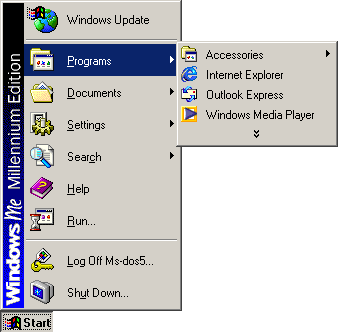 Windows Update
Programs
Documents
Settings
Search
Help
Run...
Log Off Ms-dos5...
Shut Down...
Accessories
Internet Explorer
Outlook Express
Windows Media Player
Windows Me Millennium Edition
Start